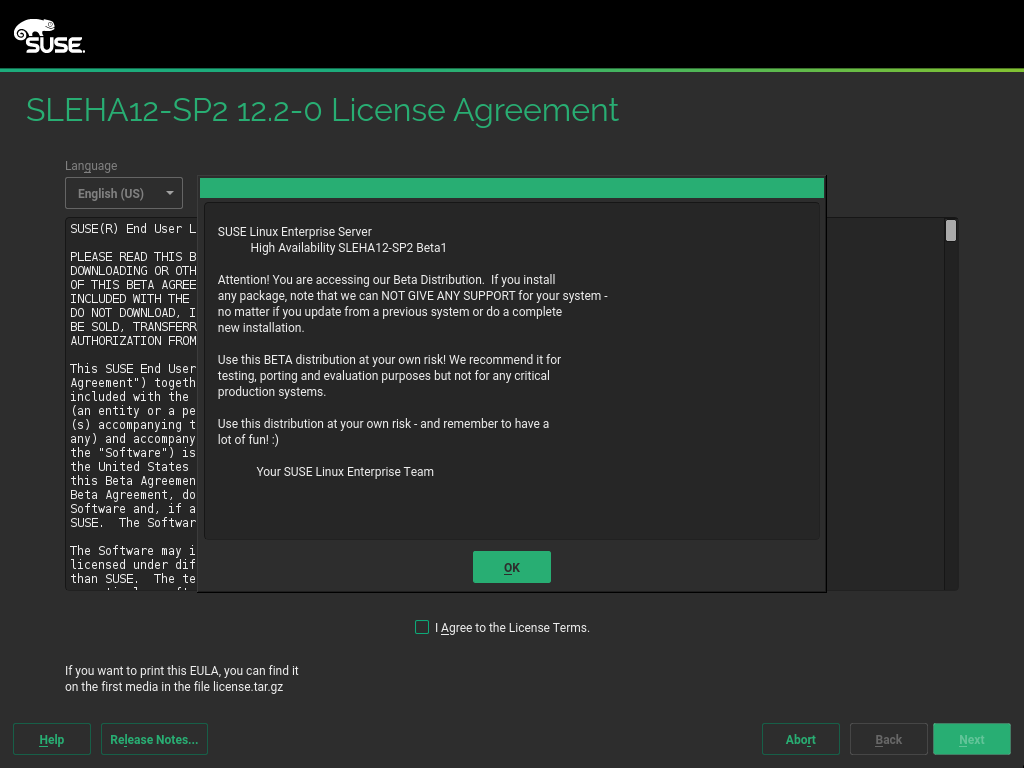 SUSE.
SLEHA12-SP2 12.2-0 License Agreement
Language
English (US)
SUSE(R) End User L
PLEASE READ THIS B
DOWNLOADING OR OTH
OF THIS BETA AGREE
INCLUDED WITH THE
DO NOT DOWNLOAD, I
BE SOLD, TRANSFERR
AUTHORIZATION FROM
This SUSE End User
Agreement") togeth
included with the
(an entity or a pe
(s) accompanying t
any) and accompany
the "Software") is
the United States
this Beta Agreemen
Beta Agreement, do
Software and, if a
SUSE.  The Softwar
The Software may i
licensed under dif
than SUSE.  The te
SUSE Linux Enterprise Server
High Availability SLEHA12-SP2 Beta1
Attention! You are accessing our Beta Distribution.  If you install
any package, note that we can NOT GIVE ANY SUPPORT for your system -
no matter if you update from a previous system or do a complete
new installation.
Use this BETA distribution at your own risk! We recommend it for
testing, porting and evaluation purposes but not for any critical
production systems.
Use this distribution at your own risk - and remember to have a
lot of fun! :)
Your SUSE Linux Enterprise Team
OK
I Agree to the License Terms.
If you want to print this EULA, you can find it
on the first media in the file license.tar.gz
Help
Release Notes...
Abort
Back
Next